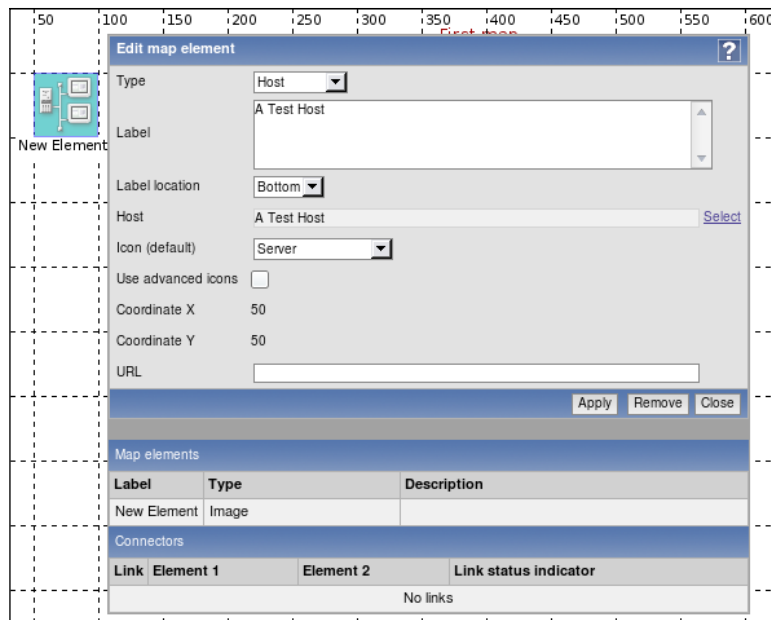 50 100 150 200 250 300 350 400 450 500 550 600
First map
Edit map element ?
Type Host
Label A Test Host
New Element
Label location Bottom
Host A Test Host Select
Icon (default) Server
Use advanced icons
Coordinate X 50
Coordinate Y 50
URL
Apply Remove Close
Map elements
Label Type Description
New Element Image
Connectors
Link Element 1 Element 2 Link status indicator
No links